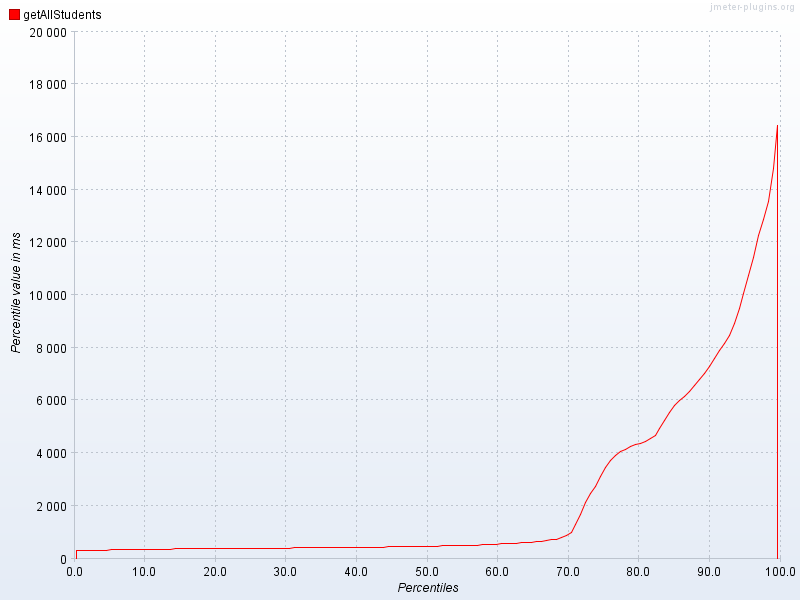 getAllStudents
jmeter-plugins.org
20 000
18 000
16 000
14 000
12 000
10 000
8 000
6 000
4 000
2 000
0
Percentile value in ms
0.0 10.0 20.0 30.0 40.0 50.0 60.0 70.0 80.0 90.0 100.0
Percentiles